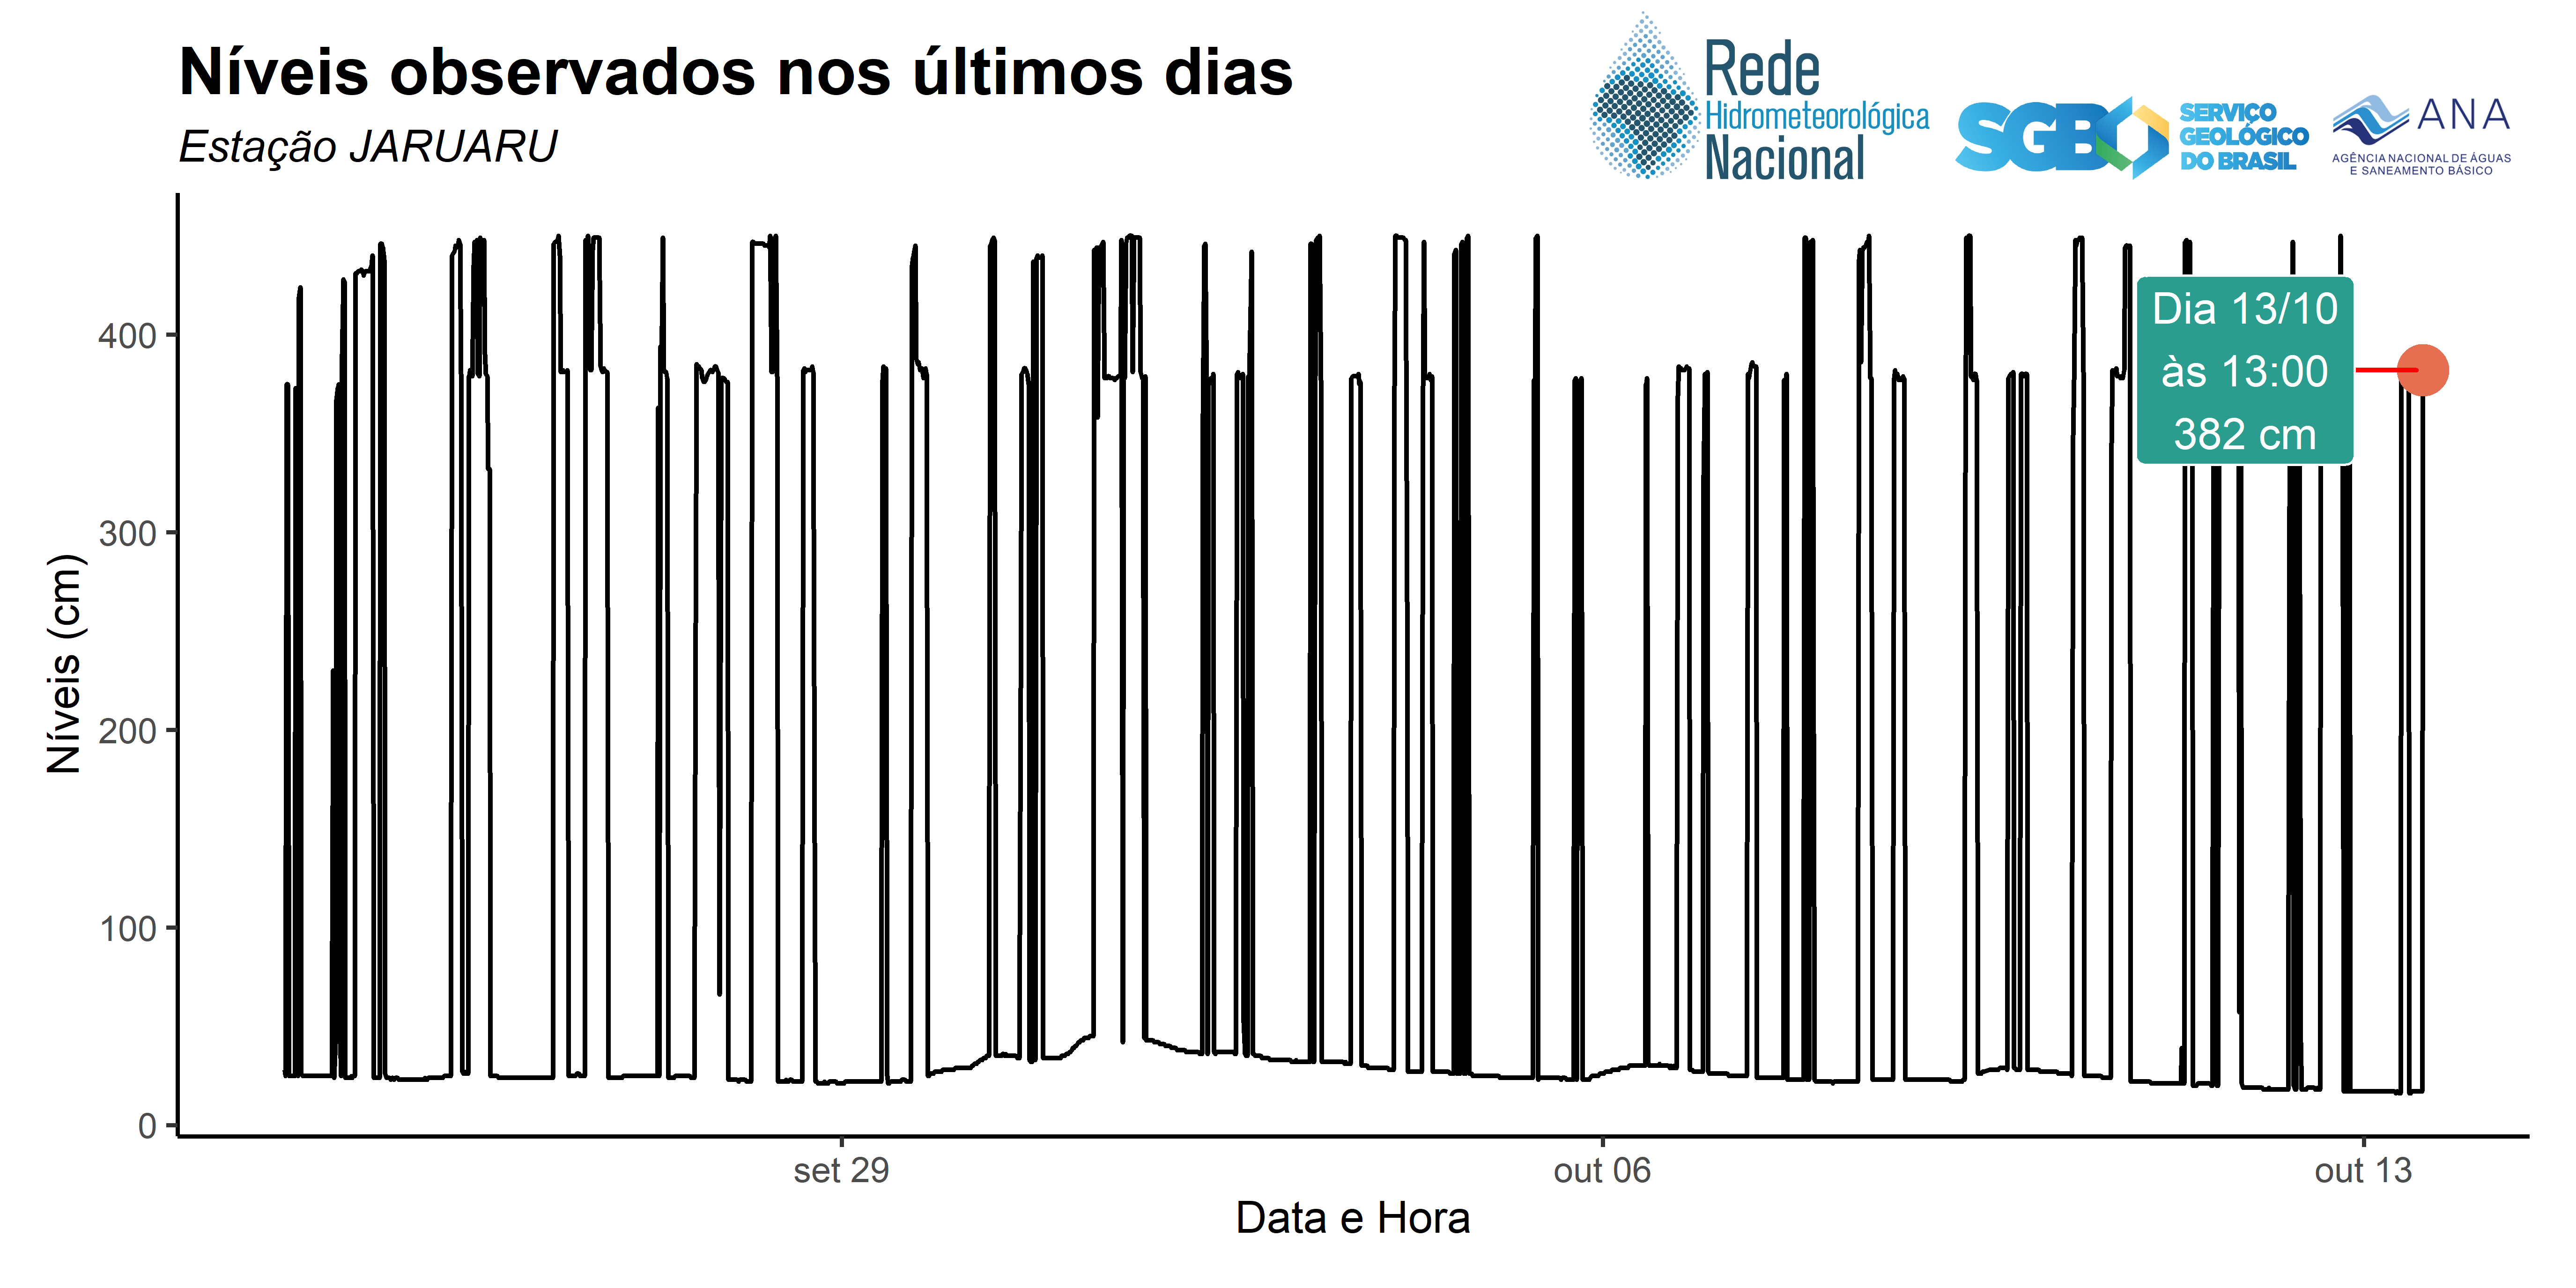 Níveis observados nos últimos dias
Estação JARUARU
Rede
Hidrometeorológica
Nacional
SGB
SERVIÇO
GEOLÓGICO
DO BRASIL
ANA
AGÊNCIA NACIONAL DE ÁGUAS
E SANEAMENTO BÁSICO
Níveis (cm)
400
300
200
100
0
Dia 13/10
às 13:00
382 cm
set 29
out 06
out 13
Data e Hora